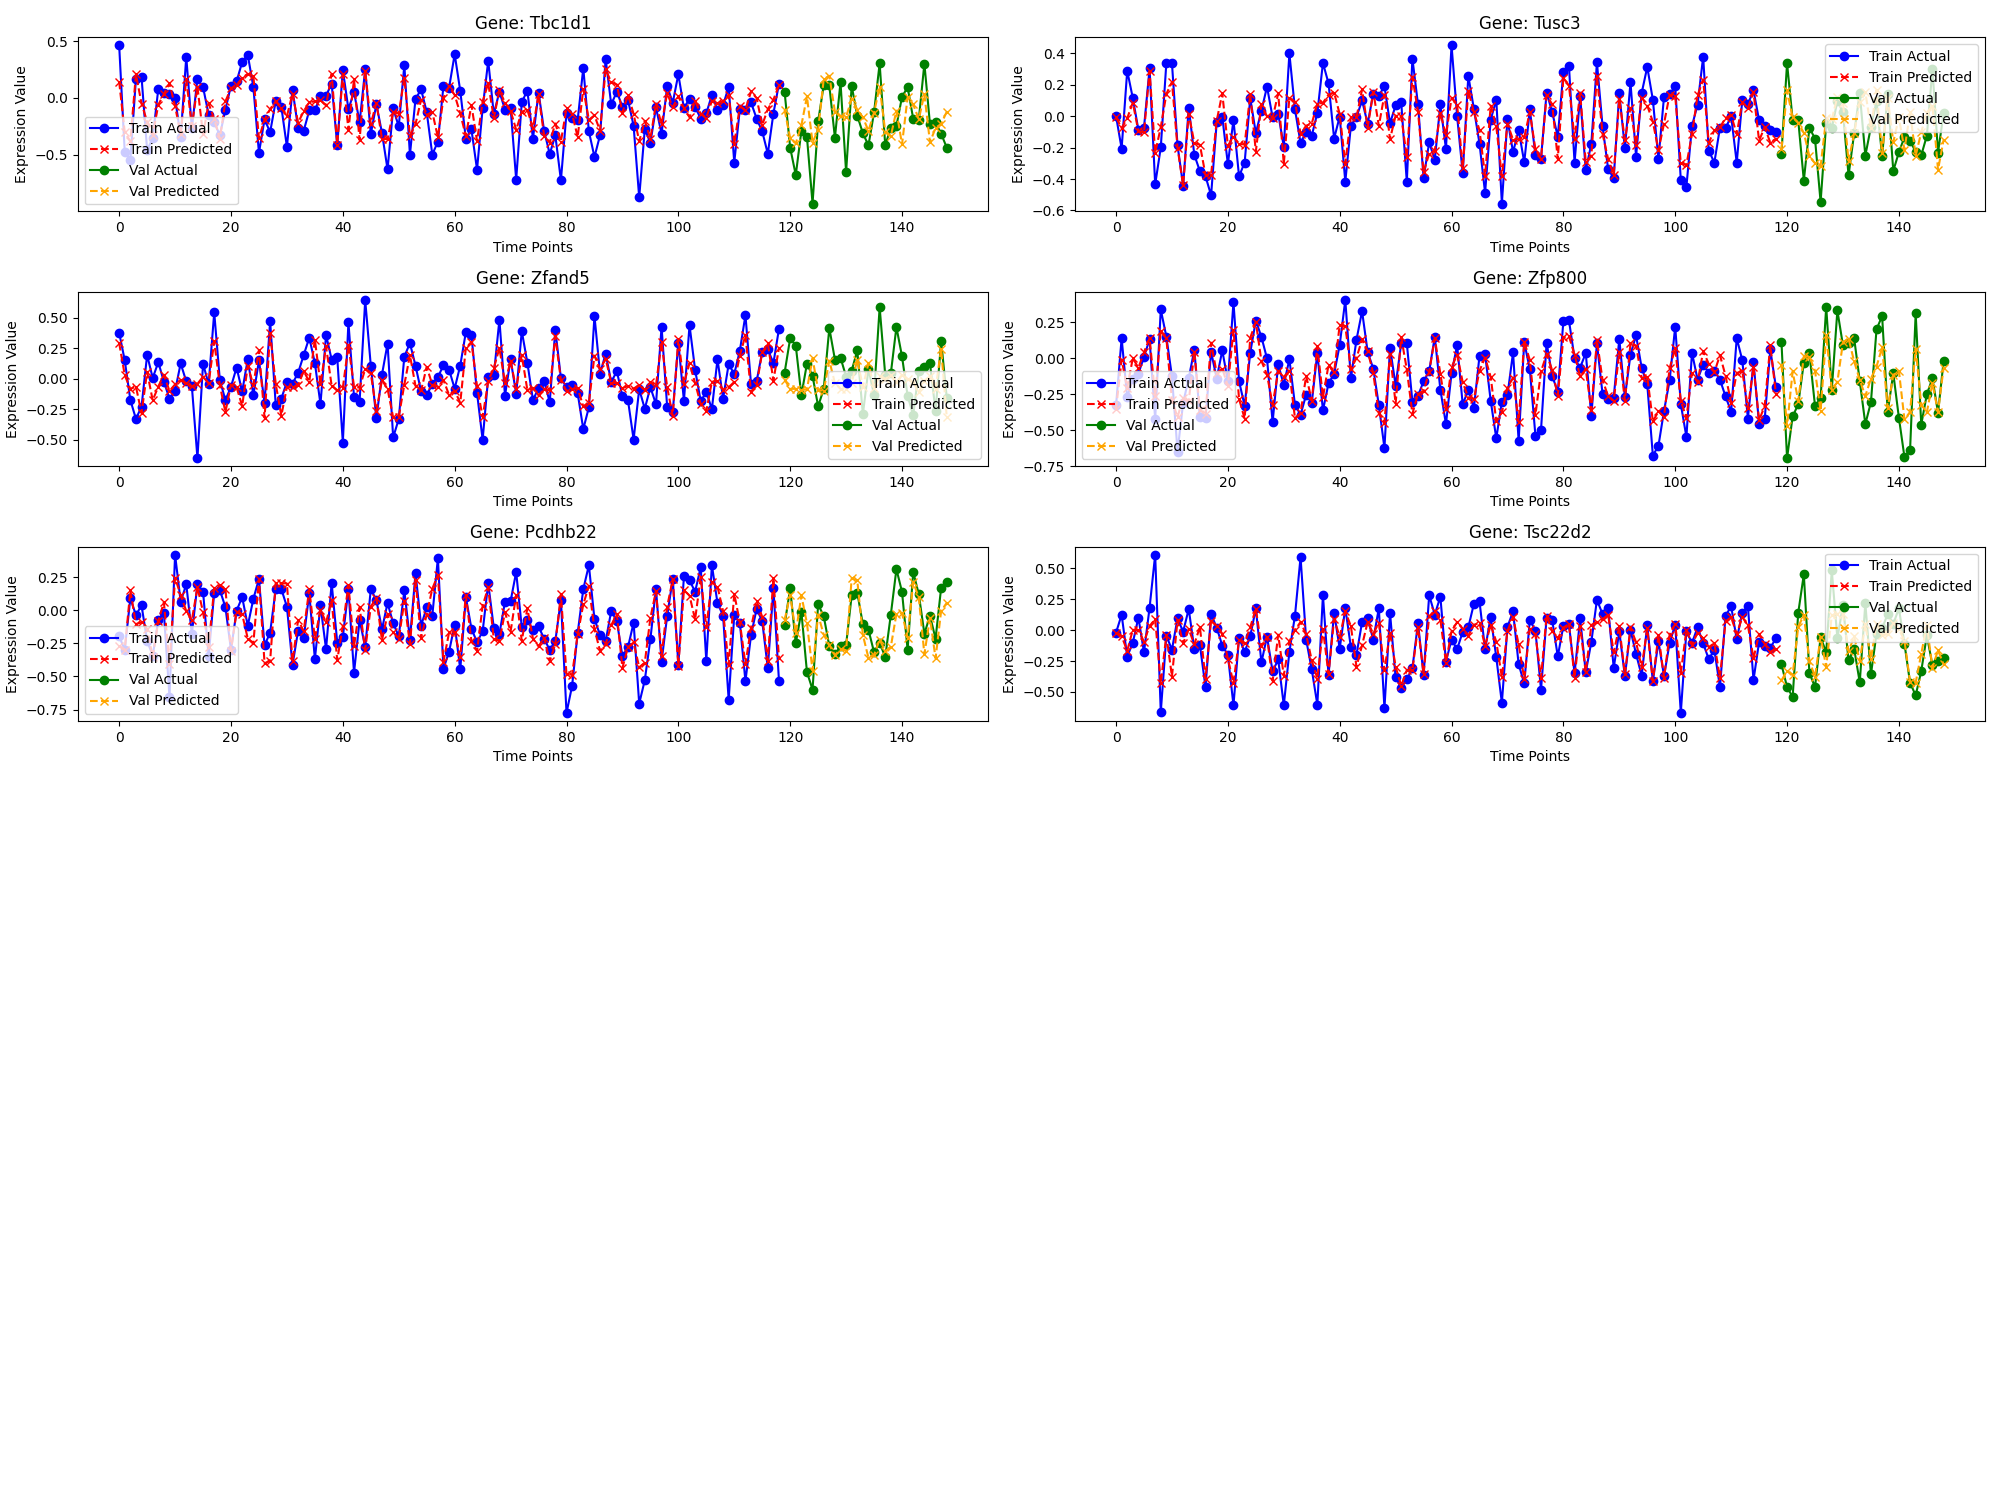 Gene: Tbc1d1
Expression Value
0.5
0.0
−0.5
Train Actual
Train Predicted
Val Actual
Val Predicted
0 20 40 60 80 100 120 140
Time Points
Gene: Tusc3
Expression Value
0.4
0.2
0.0
−0.2
−0.4
−0.6
Train Actual
Train Predicted
Val Actual
Val Predicted
0 20 40 60 80 100 120 140
Time Points
Gene: Zfand5
Expression Value
0.50
0.25
0.00
−0.25
−0.50
Train Actual
Train Predicted
Val Actual
Val Predicted
0 20 40 60 80 100 120 140
Time Points
Gene: Zfp800
Expression Value
0.25
0.00
−0.25
−0.50
−0.75
Train Actual
Train Predicted
Val Actual
Val Predicted
0 20 40 60 80 100 120 140
Time Points
Gene: Pcdhb22
Expression Value
0.25
0.00
−0.25
−0.50
−0.75
Train Actual
Train Predicted
Val Actual
Val Predicted
0 20 40 60 80 100 120 140
Time Points
Gene: Tsc22d2
Expression Value
0.50
0.25
0.00
−0.25
−0.50
Train Actual
Train Predicted
Val Actual
Val Predicted
0 20 40 60 80 100 120 140
Time Points